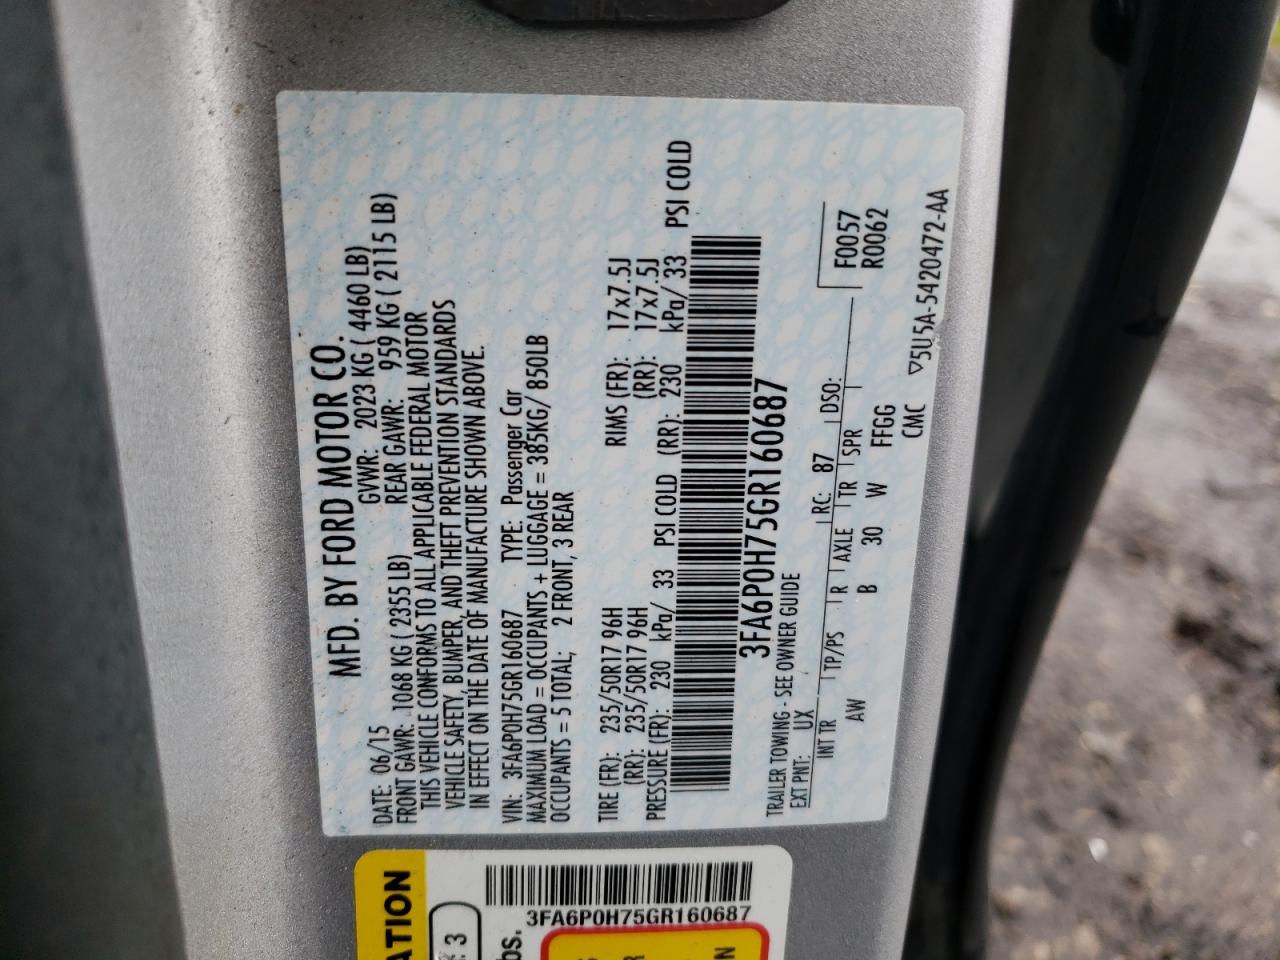 MFD. BY FORD MOTOR CO.
DATE: 06/15 GVWR: 2023 KG ( 4460 LB)
FRONT GAWR: 1068 KG ( 2355 LB) REAR GAWR: 959 KG ( 2115 LB)
THIS VEHICLE CONFORMS TO ALL APPLICABLE FEDERAL MOTOR
VEHICLE SAFETY, BUMPER, AND THEFT PREVENTION STANDARDS
IN EFFECT ON THE DATE OF MANUFACTURE SHOWN ABOVE.
VIN: 3FA6P0H75GR160687 TYPE: Passenger Car
MAXIMUM LOAD = OCCUPANTS + LUGGAGE = 385KG/ 850LB
OCCUPANTS = 5 TOTAL; 2 FRONT, 3 REAR
TIRE (FR): 235/50R17 96H RIMS (FR): 17x7.5J
(RR): 235/50R17 96H (RR): 17x7.5J
PRESSURE (FR): 230 kPa/ 33 PSI COLD (RR): 230 kPa/ 33 PSI COLD
3FA6P0H75GR160687
TRAILER TOWING - SEE OWNER GUIDE
EXT PNT: UX RC: 87 DSO: F0057
INT TR TP/PS R AXLE TR SPR R0062
AW B 30 W FFGG
CMC ▽5U5A-5420472-AA
ATION
3
bs.
3FA6P0H75GR160687